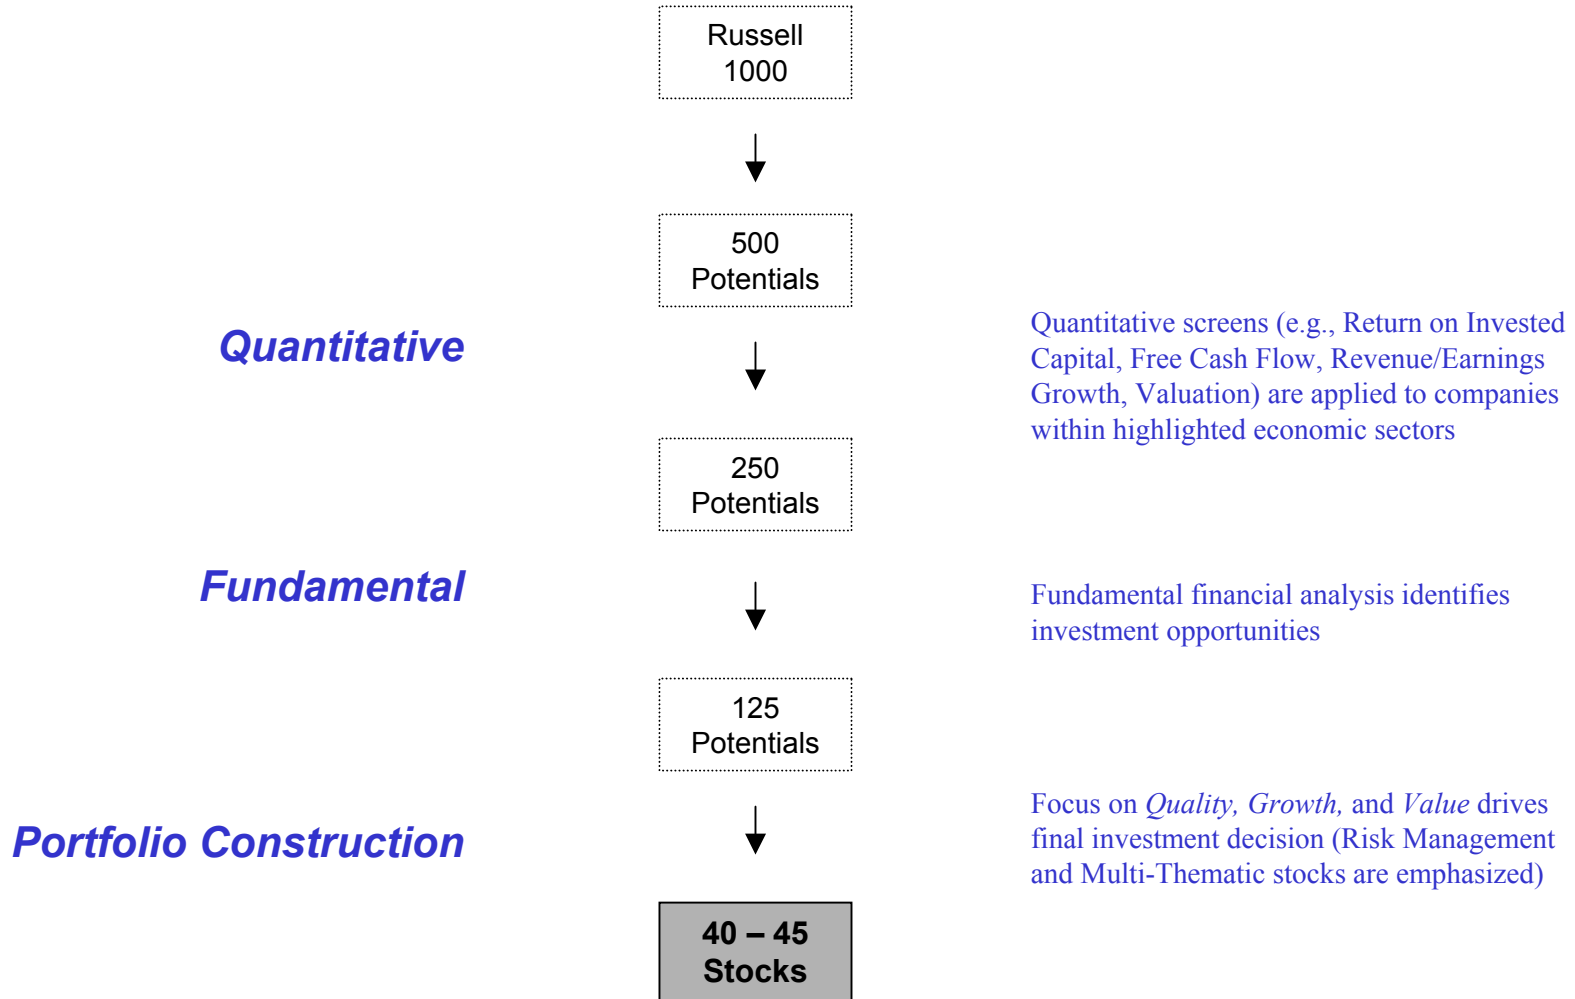 Russell
1000
500
Potentials
Quantitative
Quantitative screens (e.g., Return on Invested
Capital, Free Cash Flow, Revenue/Earnings
Growth, Valuation) are applied to companies
within highlighted economic sectors
250
Potentials
Fundamental
Fundamental financial analysis identifies
investment opportunities
125
Potentials
Portfolio Construction
Focus on Quality, Growth, and Value drives
final investment decision (Risk Management
and Multi-Thematic stocks are emphasized)
40 – 45
Stocks